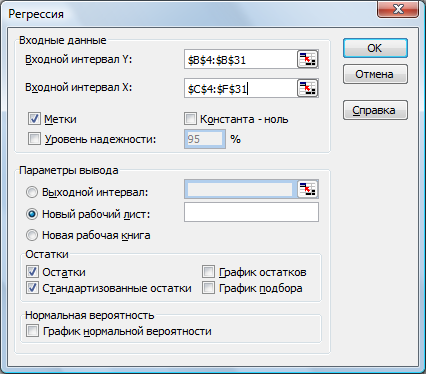 Регрессия
Входные данные
Входной интервал Y: $B$4:$B$31
Входной интервал X: $C$4:$F$31
Метки Константа - ноль
Уровень надежности: 95 %
OK
Отмена
Справка
Параметры вывода
Выходной интервал:
Новый рабочий лист:
Новая рабочая книга
Остатки
Остатки График остатков
Стандартизованные остатки График подбора
Нормальная вероятность
График нормальной вероятности